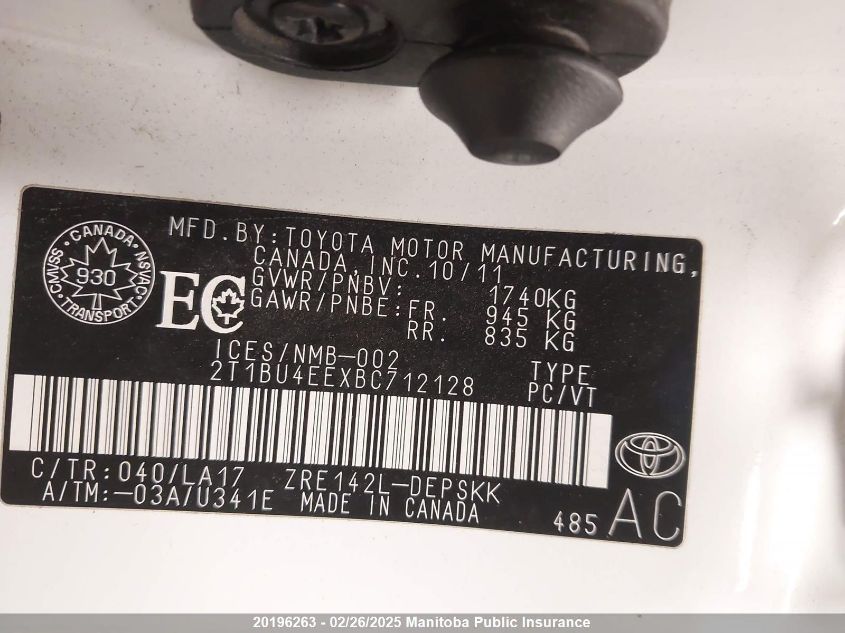 MFD.BY:TOYOTA MOTOR MANUFACTURING,
CANADA,INC.10/11
GVWR/PNBV: 1740KG
GAWR/PNBE:FR. 945 KG
RR. 835 KG
CANADA
CMVSS 930 NSVAC
TRANSPORT
EC
ICES/NMB-002
2T1BU4EEXBC712128
TYPE
PC/VT
C/TR:040/LA17 ZRE142L-DEPSKK
A/TM:-03A/U341E MADE IN CANADA
485 AC
20196263 - 02/26/2025 Manitoba Public Insurance